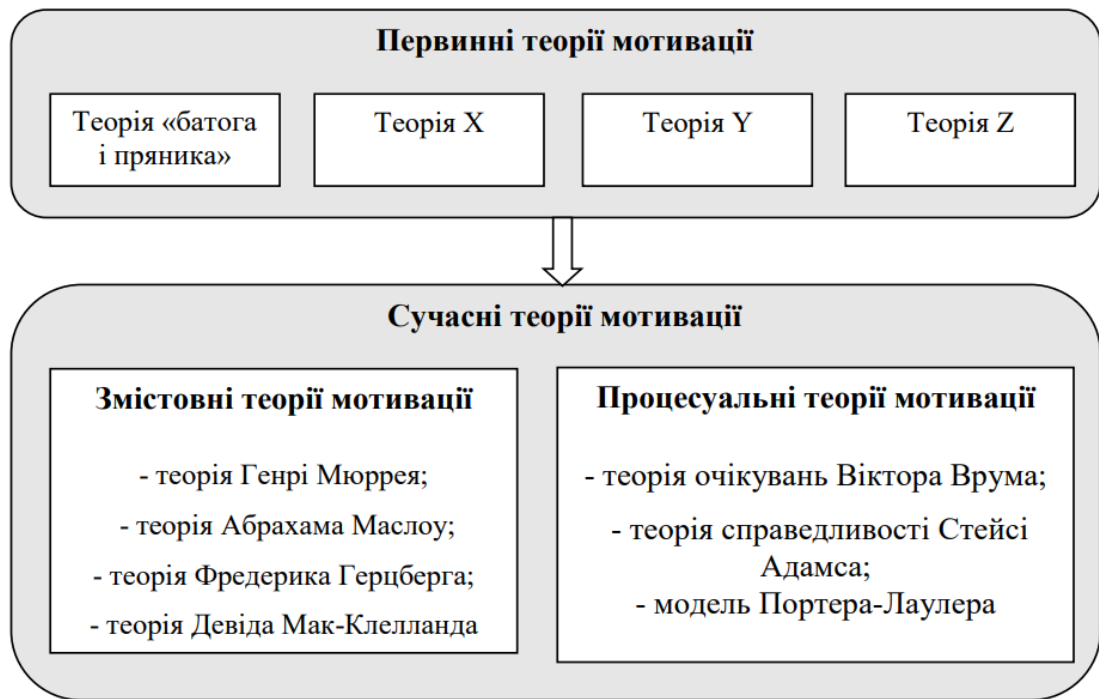 Первинні теорії мотивації
Теорія «батога
і пряника»
Теорія X
Теорія Y
Теорія Z
Сучасні теорії мотивації
Змістовні теорії мотивації
- теорія Генрі Мюррея;
- теорія Абрахама Маслоу;
- теорія Фредерика Герцберга;
- теорія Девіда Мак-Клелланда
Процесуальні теорії мотивації
- теорія очікувань Віктора Врума;
- теорія справедливості Стейсі
Адамса;
- модель Портера-Лаулера